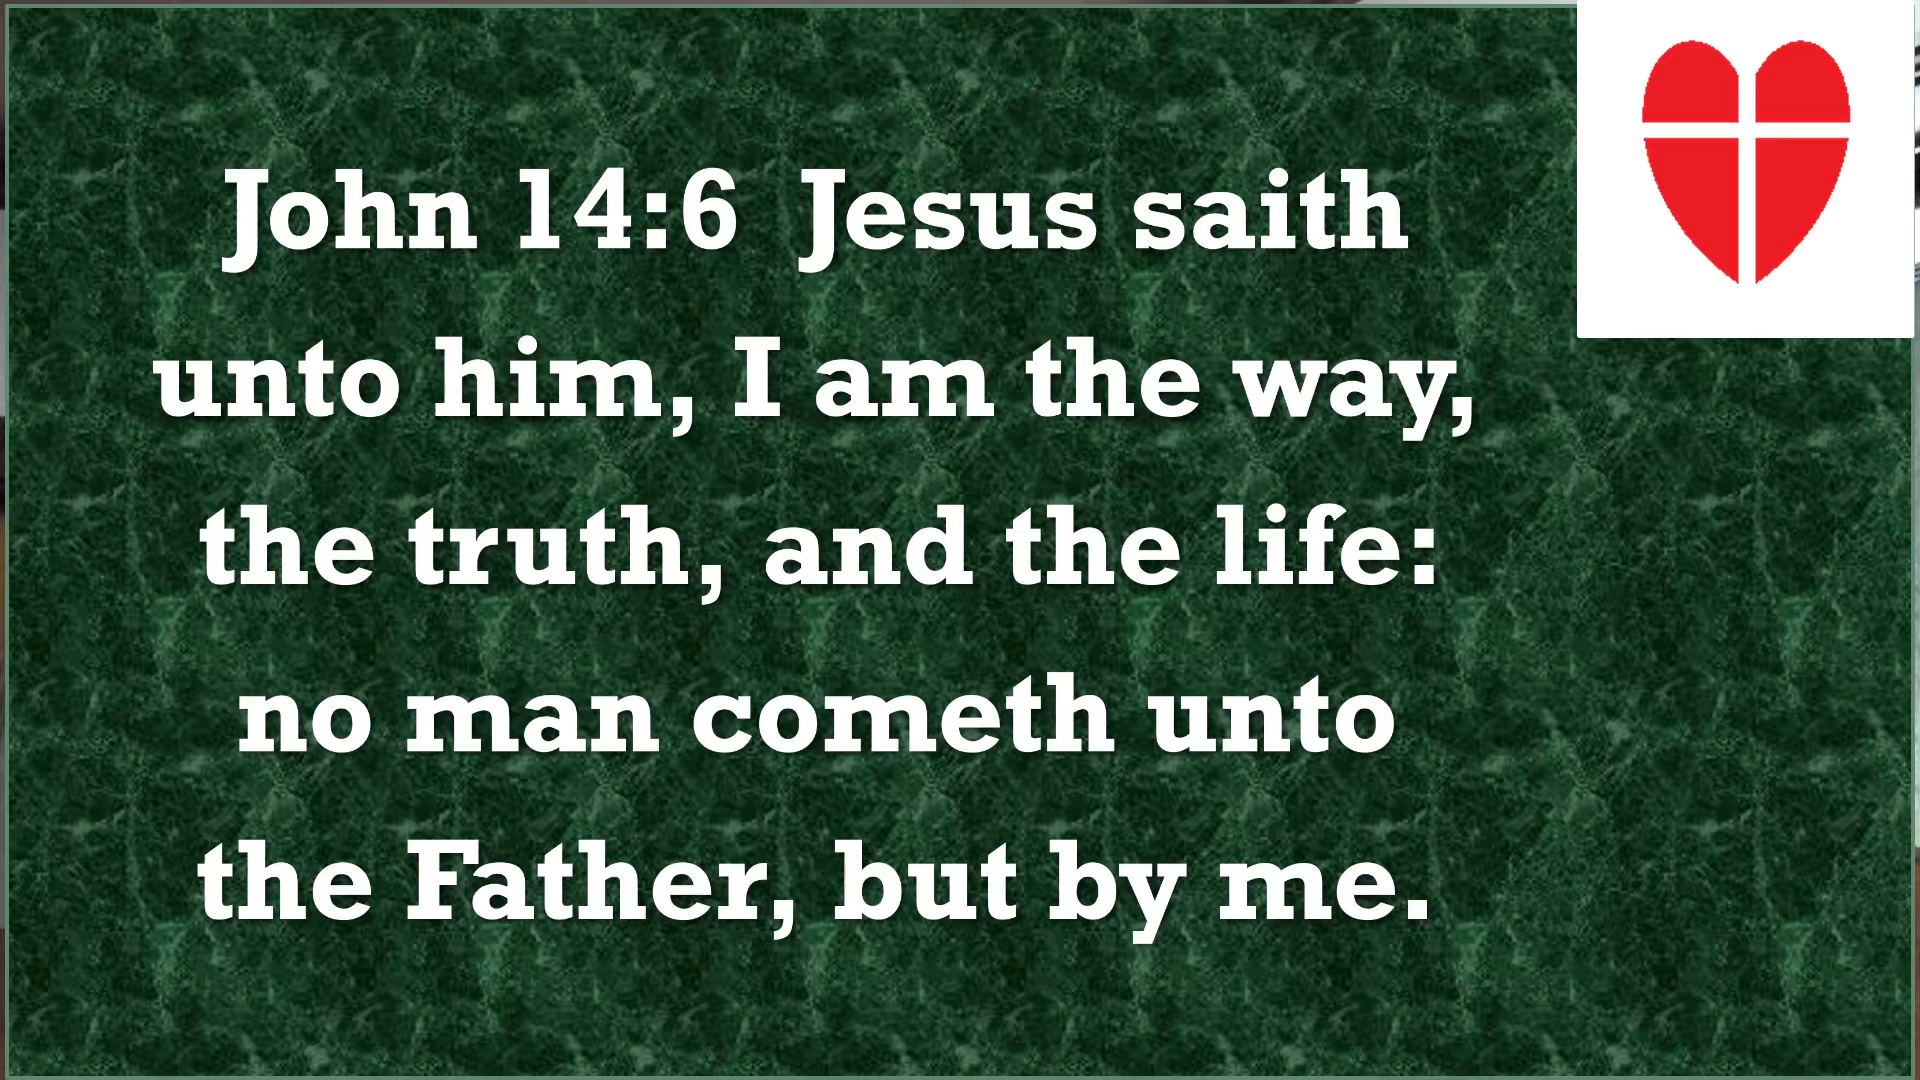 John 14:6  Jesus saith
unto him, I am the way,
the truth, and the life:
no man cometh unto
the Father, but by me.